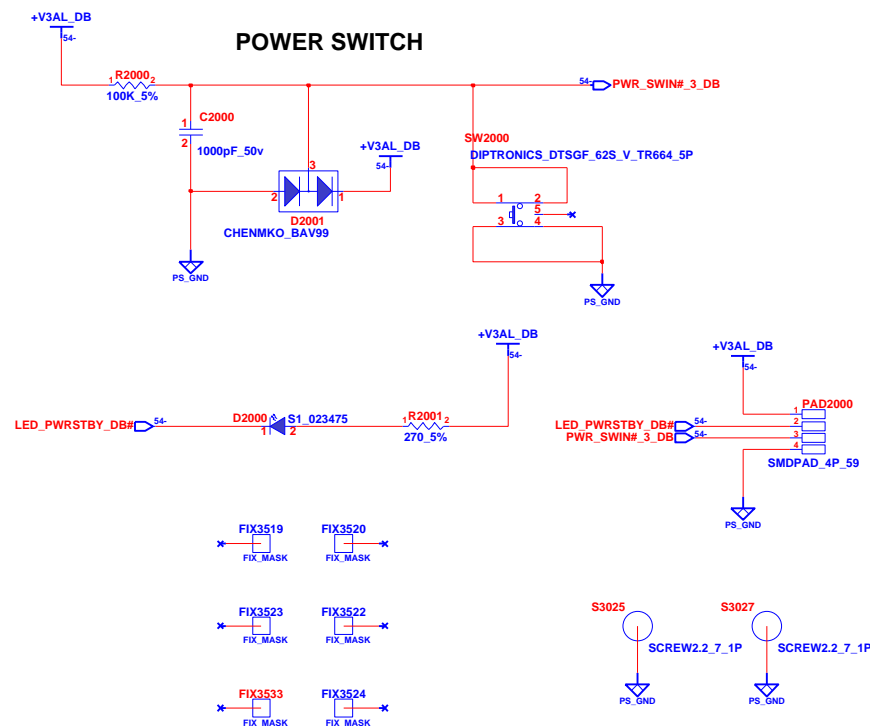 +V3AL_DB
54-
POWER SWITCH
R2000
1 2
100K_5%
54-
PWR_SWIN#_3_DB
C2000
1
2
1000pF_50v
+V3AL_DB
54-
3
2 1
D2001
CHENMKO_BAV99
SW2000
DIPTRONICS_DTSGF_62S_V_TR664_5P
1 2
5
3 4
PS_GND
PS_GND
+V3AL_DB
54-
LED_PWRSTBY_DB#
54-
D2000
S1_023475
1 2
R2001
1 2
270_5%
+V3AL_DB
54-
PAD2000
LED_PWRSTBY_DB#
54-
PWR_SWIN#_3_DB
54-
1
2
3
4
SMDPAD_4P_59
PS_GND
FIX3519
FIX_MASK
FIX3520
FIX_MASK
FIX3523
FIX_MASK
FIX3522
FIX_MASK
FIX3533
FIX_MASK
FIX3524
FIX_MASK
S3025
SCREW2.2_7_1P
PS_GND
S3027
SCREW2.2_7_1P
PS_GND